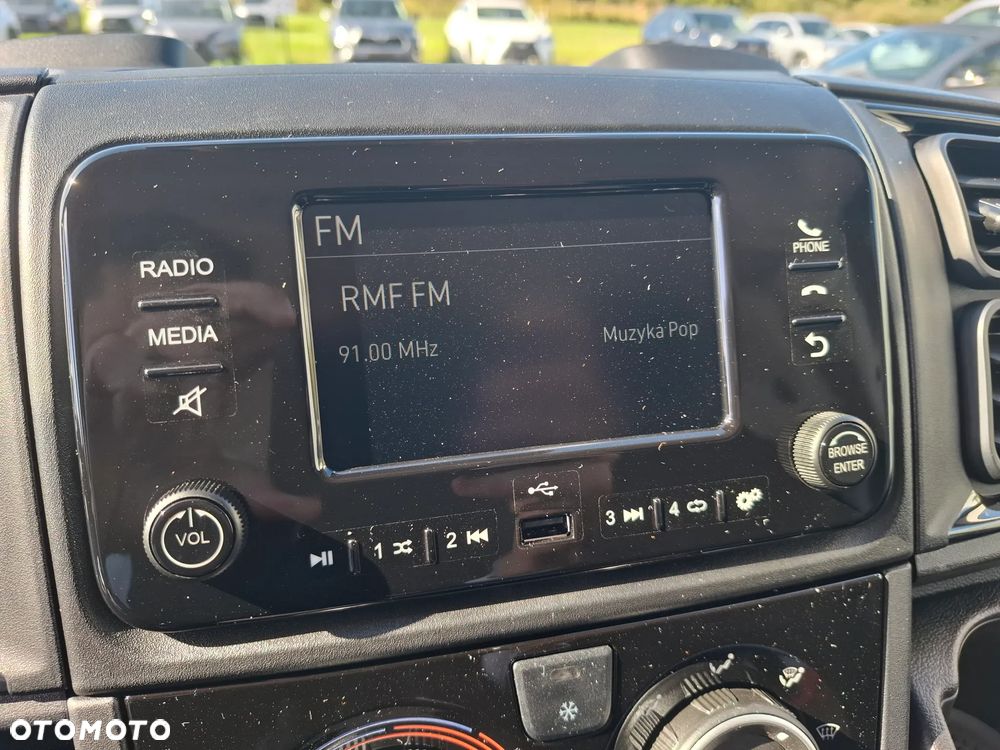 FM
RMF FM
91.00 MHz
Muzyka Pop
RADIO
MEDIA
PHONE
BROWSE
ENTER
VOL
1
2
3
4
OTOMOTO